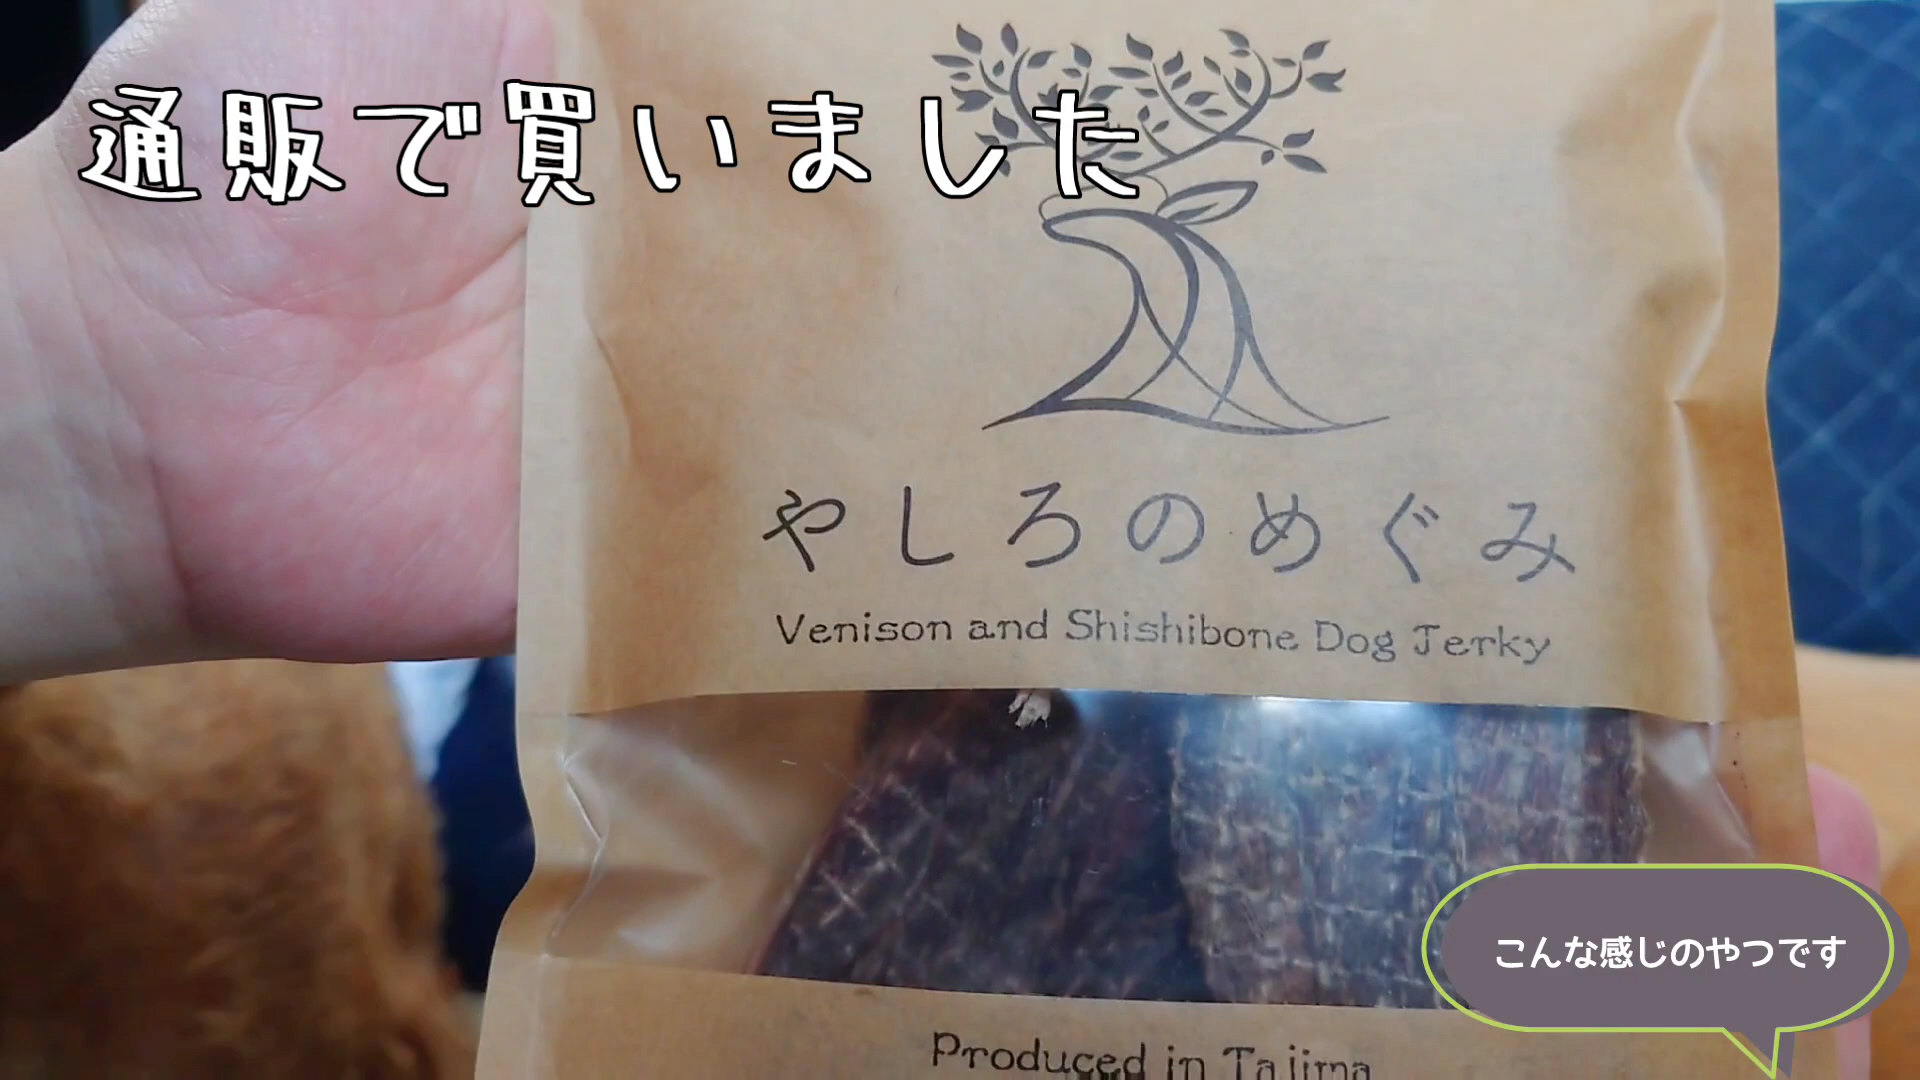 通販で買いました
やしろのめぐみ
Venison and Shishibone Dog Jerky
Produced in Tajima
こんな感じのやつです